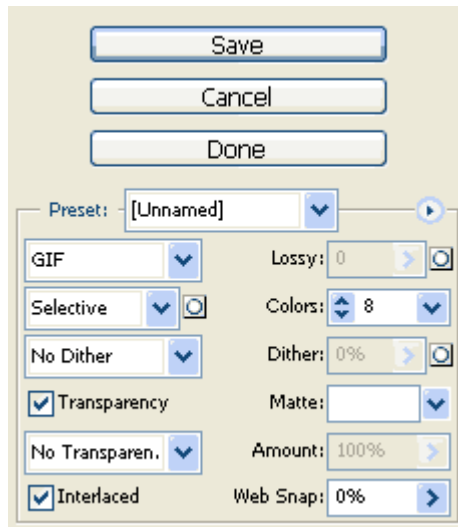 Save
Cancel
Done
Preset: [Unnamed]
GIF Lossy: 0
Selective Colors: 8
No Dither Dither: 0%
Transparency Matte:
No Transparen. Amount: 100%
Interlaced Web Snap: 0%